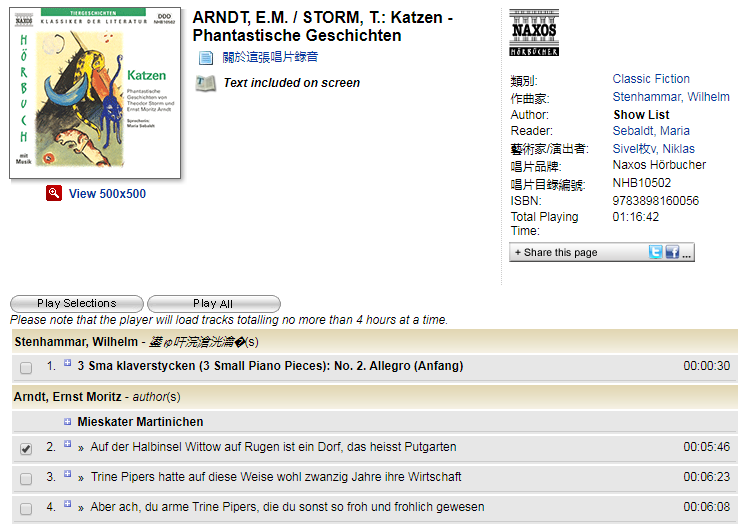 TIERGESCHICHTEN
NAXOS
KLASSIKER DER LITERATUR
DDD
NHB10502
HÖRBUCH
mit
Musik
Katzen
Phantastische
Geschichten von
Theodor Storm und
Ernst Moritz Arndt
Sprecherin:
Maria Sebaldt
View 500x500
ARNDT, E.M. / STORM, T.: Katzen -
Phantastische Geschichten
關於這張唱片錄音
Text included on screen
NAXOS
HÖRBÜCHER
類別: Classic Fiction
作曲家: Stenhammar, Wilhelm
Author: Show List
Reader: Sebaldt, Maria
藝術家/演出者: Sivel枚v, Niklas
唱片品牌: Naxos Hörbucher
唱片目錄編號: NHB10502
ISBN: 9783898160056
Total Playing Time: 01:16:42
+ Share this page ...
Play Selections Play All
Please note that the player will load tracks totalling no more than 4 hours at a time.
Stenhammar, Wilhelm - (s)
1. 3 Sma klaverstycken (3 Small Piano Pieces): No. 2. Allegro (Anfang) 00:00:30
Arndt, Ernst Moritz - author(s)
Mieskater Martinichen
2. » Auf der Halbinsel Wittow auf Rugen ist ein Dorf, das heisst Putgarten 00:05:46
3. » Trine Pipers hatte auf diese Weise wohl zwanzig Jahre ihre Wirtschaft 00:06:23
4. » Aber ach, du arme Trine Pipers, die du sonst so froh und frohlich gewesen 00:06:08